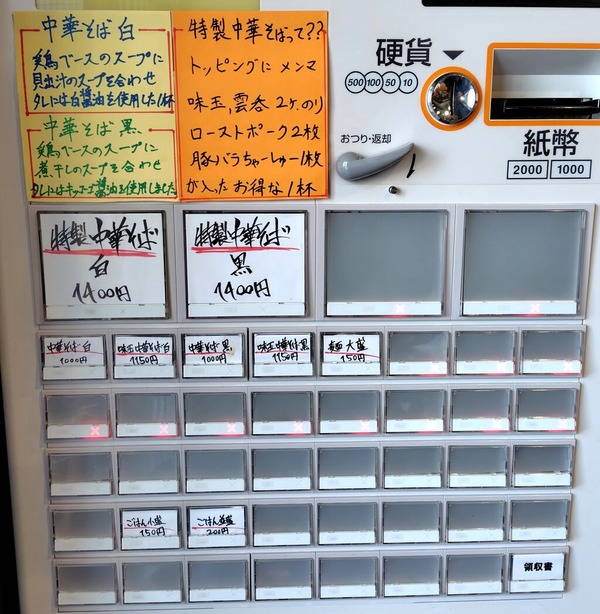 中華そば 白
鶏ベースのスープに
貝出汁のスープを合わせ
タレには白醤油を使用した1杯
中華そば 黒
鶏ベースのスープに
煮干しのスープを合わせ
タレにはキッコーゴ醤油を使用しました
特製中華そばって??
トッピングに メンマ
味玉,雲呑 2ヶ,のり
ローストポーク2枚
豚バラちゃーしゅー1枚
が入ったお得な1杯
硬貨
500 100 50 10
おつり・返却
紙幣
2000 1000
特製中華そば
白
1400円
特製中華そば
黒
1400円
中華そば 白
1000円
味玉中華そば白
1150円
中華そば 黒
1000円
味玉中華そば黒
1150円
麺 大盛
150円
ごはん小盛
150円
ごはん並盛
200円
領収書